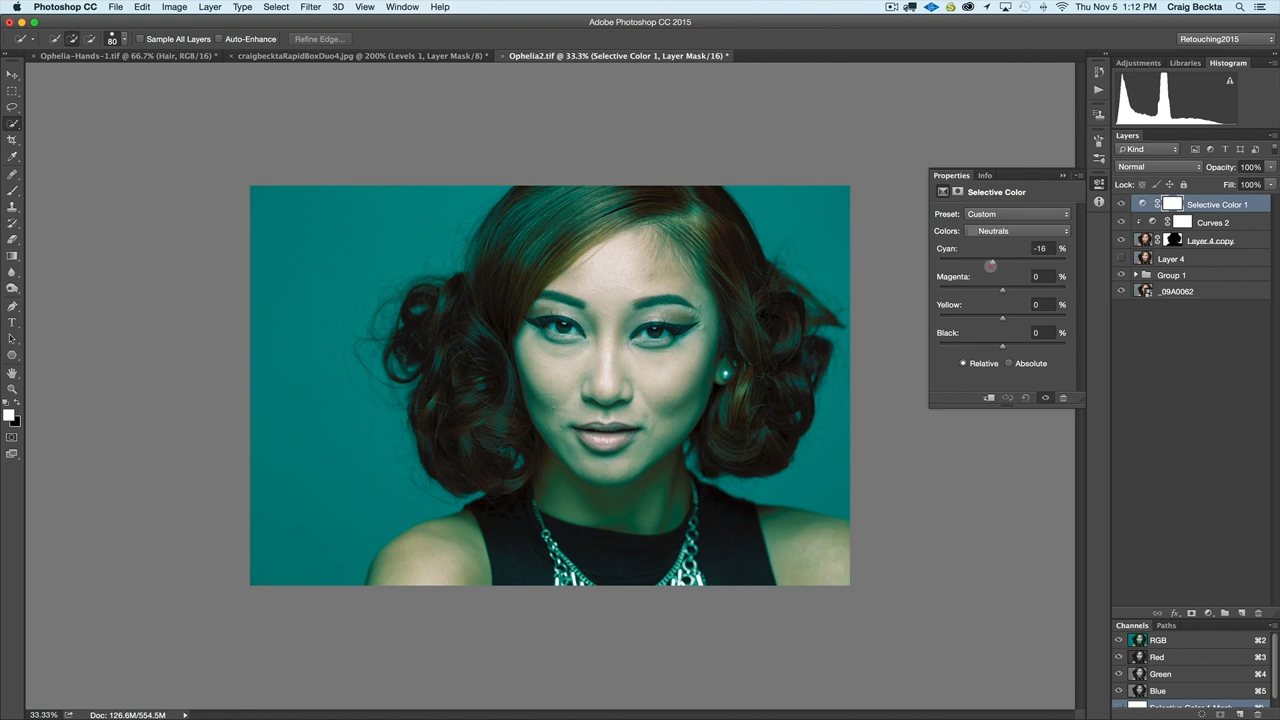 Photoshop CC File Edit Image Layer Type Select Filter 3D View Window Help Thu Nov 5 1:12 PM Craig Beckta
Adobe Photoshop CC 2015
80 Sample All Layers Auto-Enhance Refine Edge... Retouching2015
Ophelia-Hands-1.tif @ 66.7% (Hair, RGB/16) * craigbecktaRapidBoxDuo4.jpg @ 200% (Levels 1, Layer Mask/8) * Ophelia2.tif @ 33.3% (Selective Color 1, Layer Mask/16) *
Adjustments Libraries Histogram
Layers
Kind
Normal Opacity: 100%
Lock: Fill: 100%
Selective Color 1
Curves 2
Layer 4 copy
Layer 4
Group 1
_09A0062
Properties Info
Selective Color
Preset: Custom
Colors: Neutrals
Cyan: -16 %
Magenta: 0 %
Yellow: 0 %
Black: 0 %
Relative Absolute
Channels Paths
RGB ⌘2
Red ⌘3
Green ⌘4
Blue ⌘5
Selective Color 1 Mask
33.33% Doc: 126.6M/554.5M